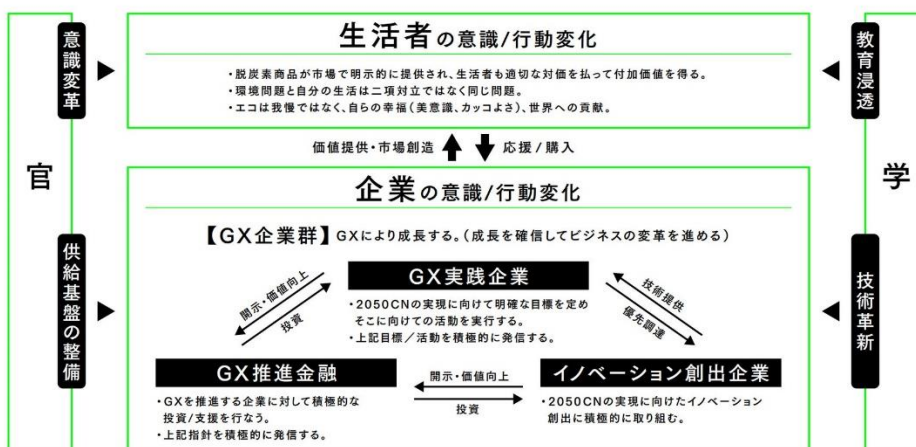 生活者の意識/行動変化
・脱炭素商品が市場で明示的に提供され、生活者も適切な対価を払って付加価値を得る。
・環境問題と自分の生活は二項対立ではなく同じ問題。
・エコは我慢ではなく、自らの幸福(美意識、カッコよさ)、世界への貢献。
意識変革
教育浸透
価値提供・市場創造
応援/購入
官
学
企業の意識/行動変化
【GX企業群】GXにより成長する。(成長を確信してビジネスの変革を進める)
供給基盤の整備
技術革新
GX実践企業
・2050CNの実現に向けて明確な目標を定め
そこに向けての活動を実行する。
・上記目標/活動を積極的に発信する。
開示・価値向上
投資
技術提供
優先調達
GX推進金融
・GXを推進する企業に対して積極的な
投資/支援を行なう。
・上記指針を積極的に発信する。
開示・価値向上
投資
イノベーション創出企業
・2050CNの実現に向けたイノベーション
創出に積極的に取り組む。